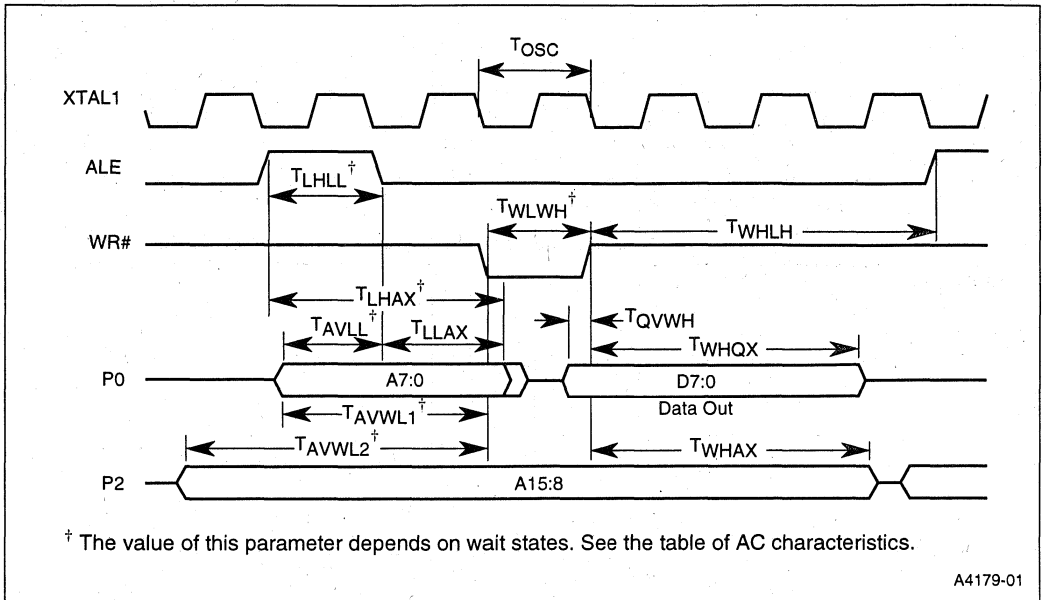 TOSC
XTAL1
ALE
TLHLL†
TWLWH†
TWHLH
WR#
TLHAX†
TAVLL†
TLLAX
TQVWH
TWHQX
P0
A7:0
D7:0
Data Out
TAVWL1†
TAVWL2†
TWHAX
P2
A15:8
† The value of this parameter depends on wait states. See the table of AC characteristics.
A4179-01